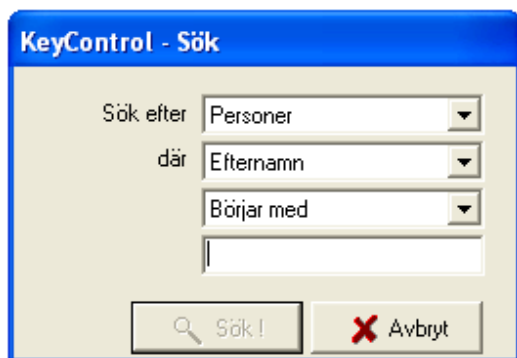 KeyControl - Sök
Sök efter Personer
där Efternamn
Börjar med
Sök ! Avbryt